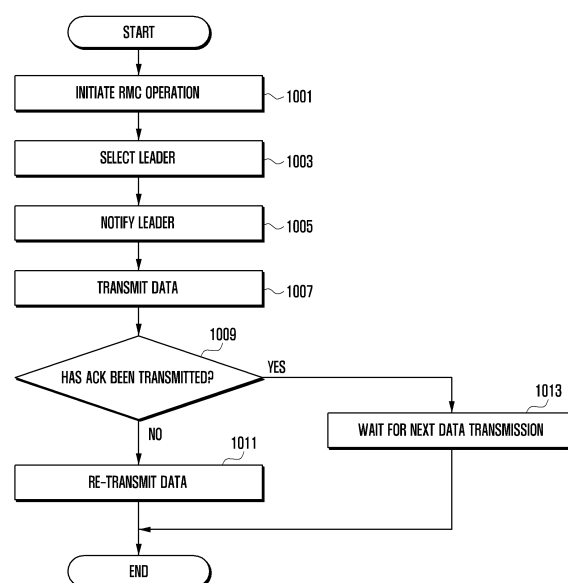 START
INITIATE RMC OPERATION
1001
SELECT LEADER
1003
NOTIFY LEADER
1005
TRANSMIT DATA
1007
1009
HAS ACK BEEN TRANSMITTED?
YES
1013
WAIT FOR NEXT DATA TRANSMISSION
NO
1011
RE-TRANSMIT DATA
END